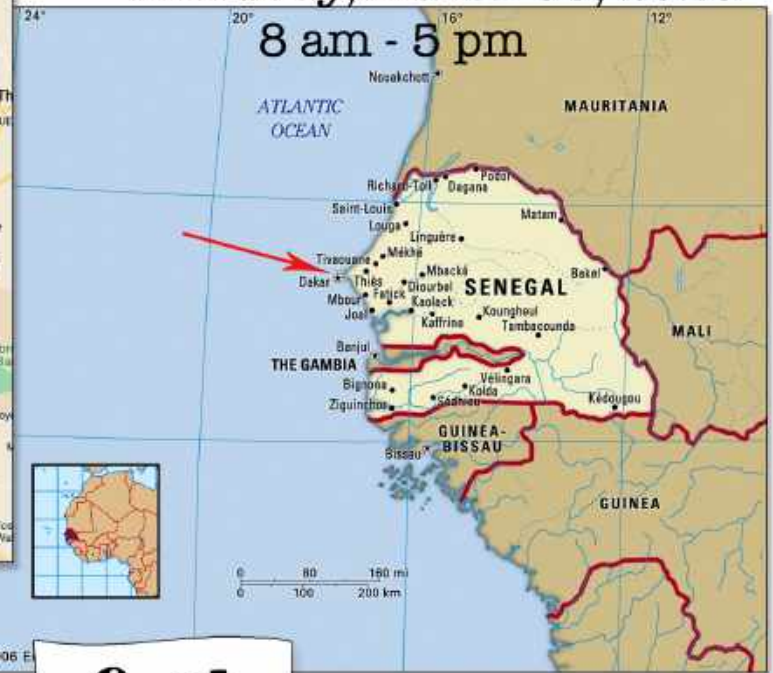 24°
20°
16°
12°
8 am - 5 pm
Nouakchott
ATLANTIC
OCEAN
MAURITANIA
Podor
Richard-Toll
Dagana
Saint-Louis
Matam
Louga
Linguère
Mékhé
Tivaouane
Bakel
Mbacké
Dakar
Thiès
Diourbel
SENEGAL
Mbour
Fatick
Kaolack
Joal
Koungheul
Kaffrine
Tambacounda
MALI
Banjul
THE GAMBIA
Vélingara
Bignona
Kolda
Sédhiou
Kédougou
Ziguinchor
GUINEA-
BISSAU
Bissau
GUINEA
0 80 160 mi
0 100 200 km